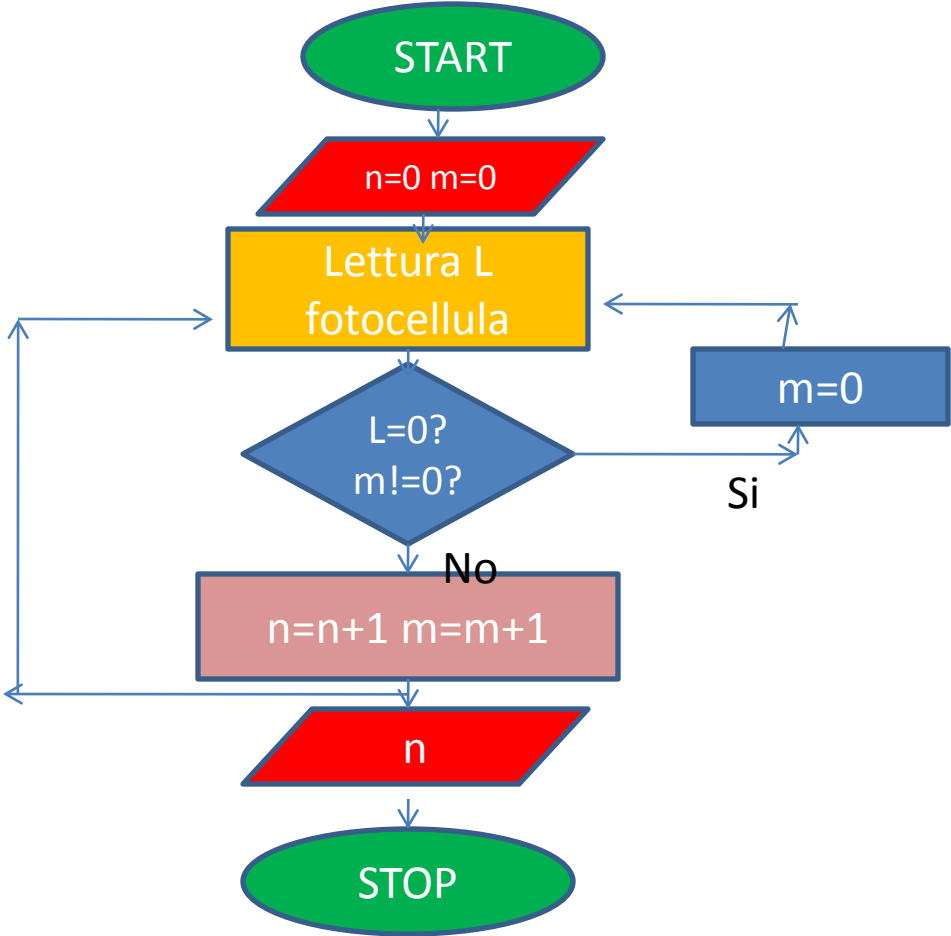 START
n=0 m=0
Lettura L
fotocellula
m=0
L=0?
m!=0?
Si
No
n=n+1 m=m+1
n
STOP